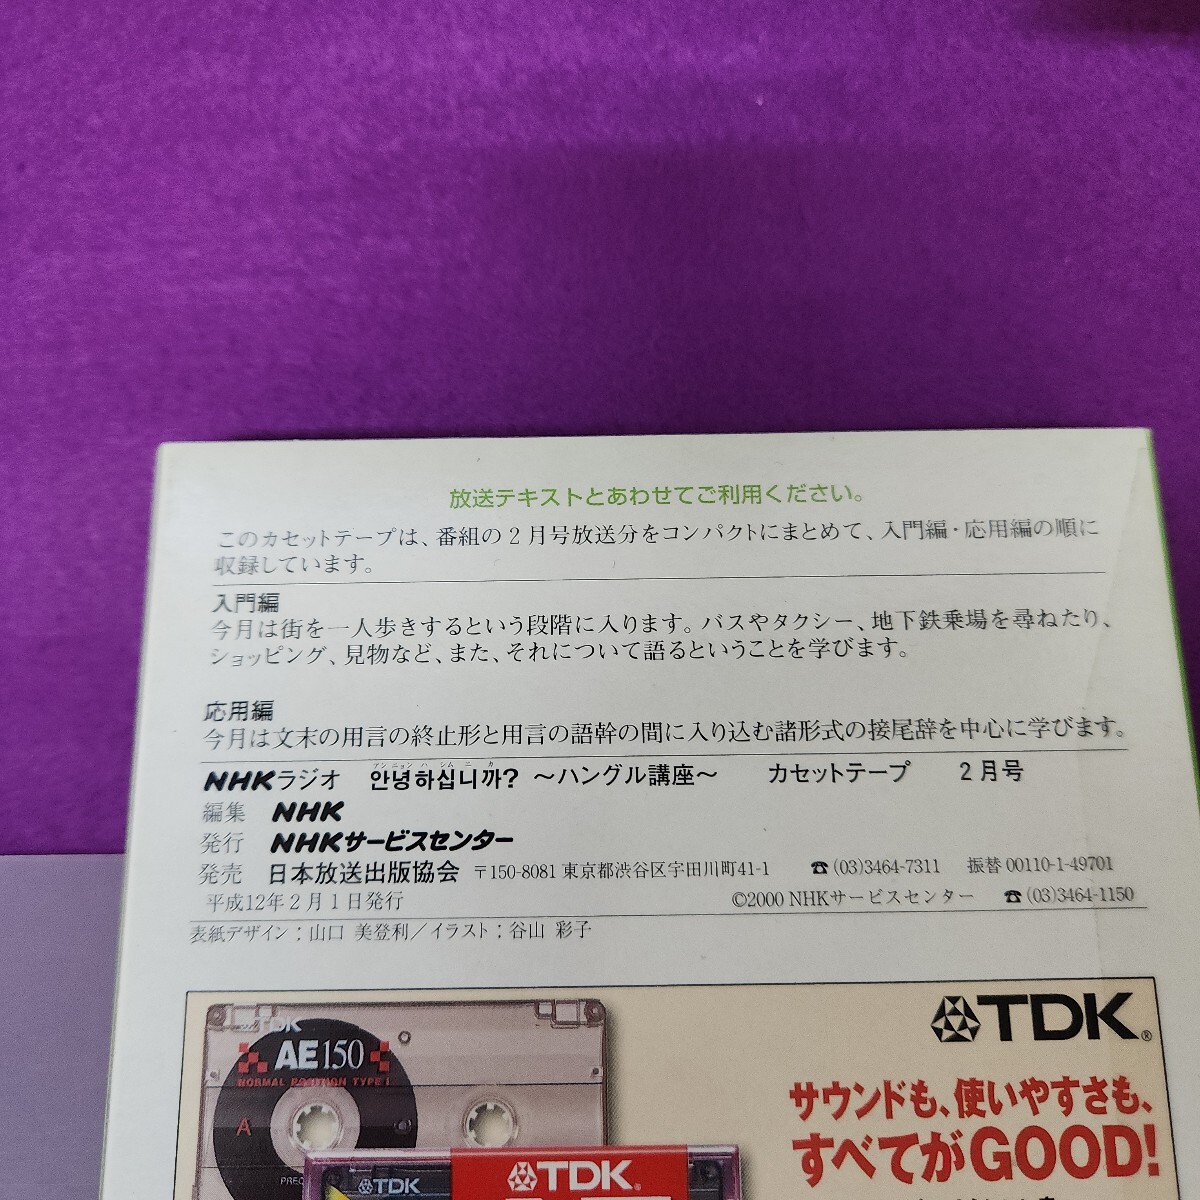 放送テキストとあわせてご利用ください。
このカセットテープは、番組の2月号放送分をコンパクトにまとめて、入門編・応用編の順に
収録しています。
入門編
今月は街を一人歩きするという段階に入ります。バスやタクシー、地下鉄乗場を尋ねたり、
ショッピング、見物など、また、それについて語るということを学びます。
応用編
今月は文末の用言の終止形と用言の語幹の間に入り込む諸形式の接尾辞を中心に学びます。
アンニョン ハ シムニカ
NHKラジオ 안녕하십니까? ～ハングル講座～ カセットテープ 2月号
編集 NHK
発行 NHKサービスセンター
発売 日本放送出版協会 〒150-8081 東京都渋谷区宇田川町41-1 ☎(03)3464-7311 振替 00110-1-49701
平成12年2月1日発行 ©2000 NHKサービスセンター ☎(03)3464-1150
表紙デザイン；山口 美登利／イラスト；谷山 彩子
TDK®
TDK
AE150
NORMAL POSITION TYPE I
A
サウンドも、使いやすさも、
すべてがGOOD!
TDK
TDK®